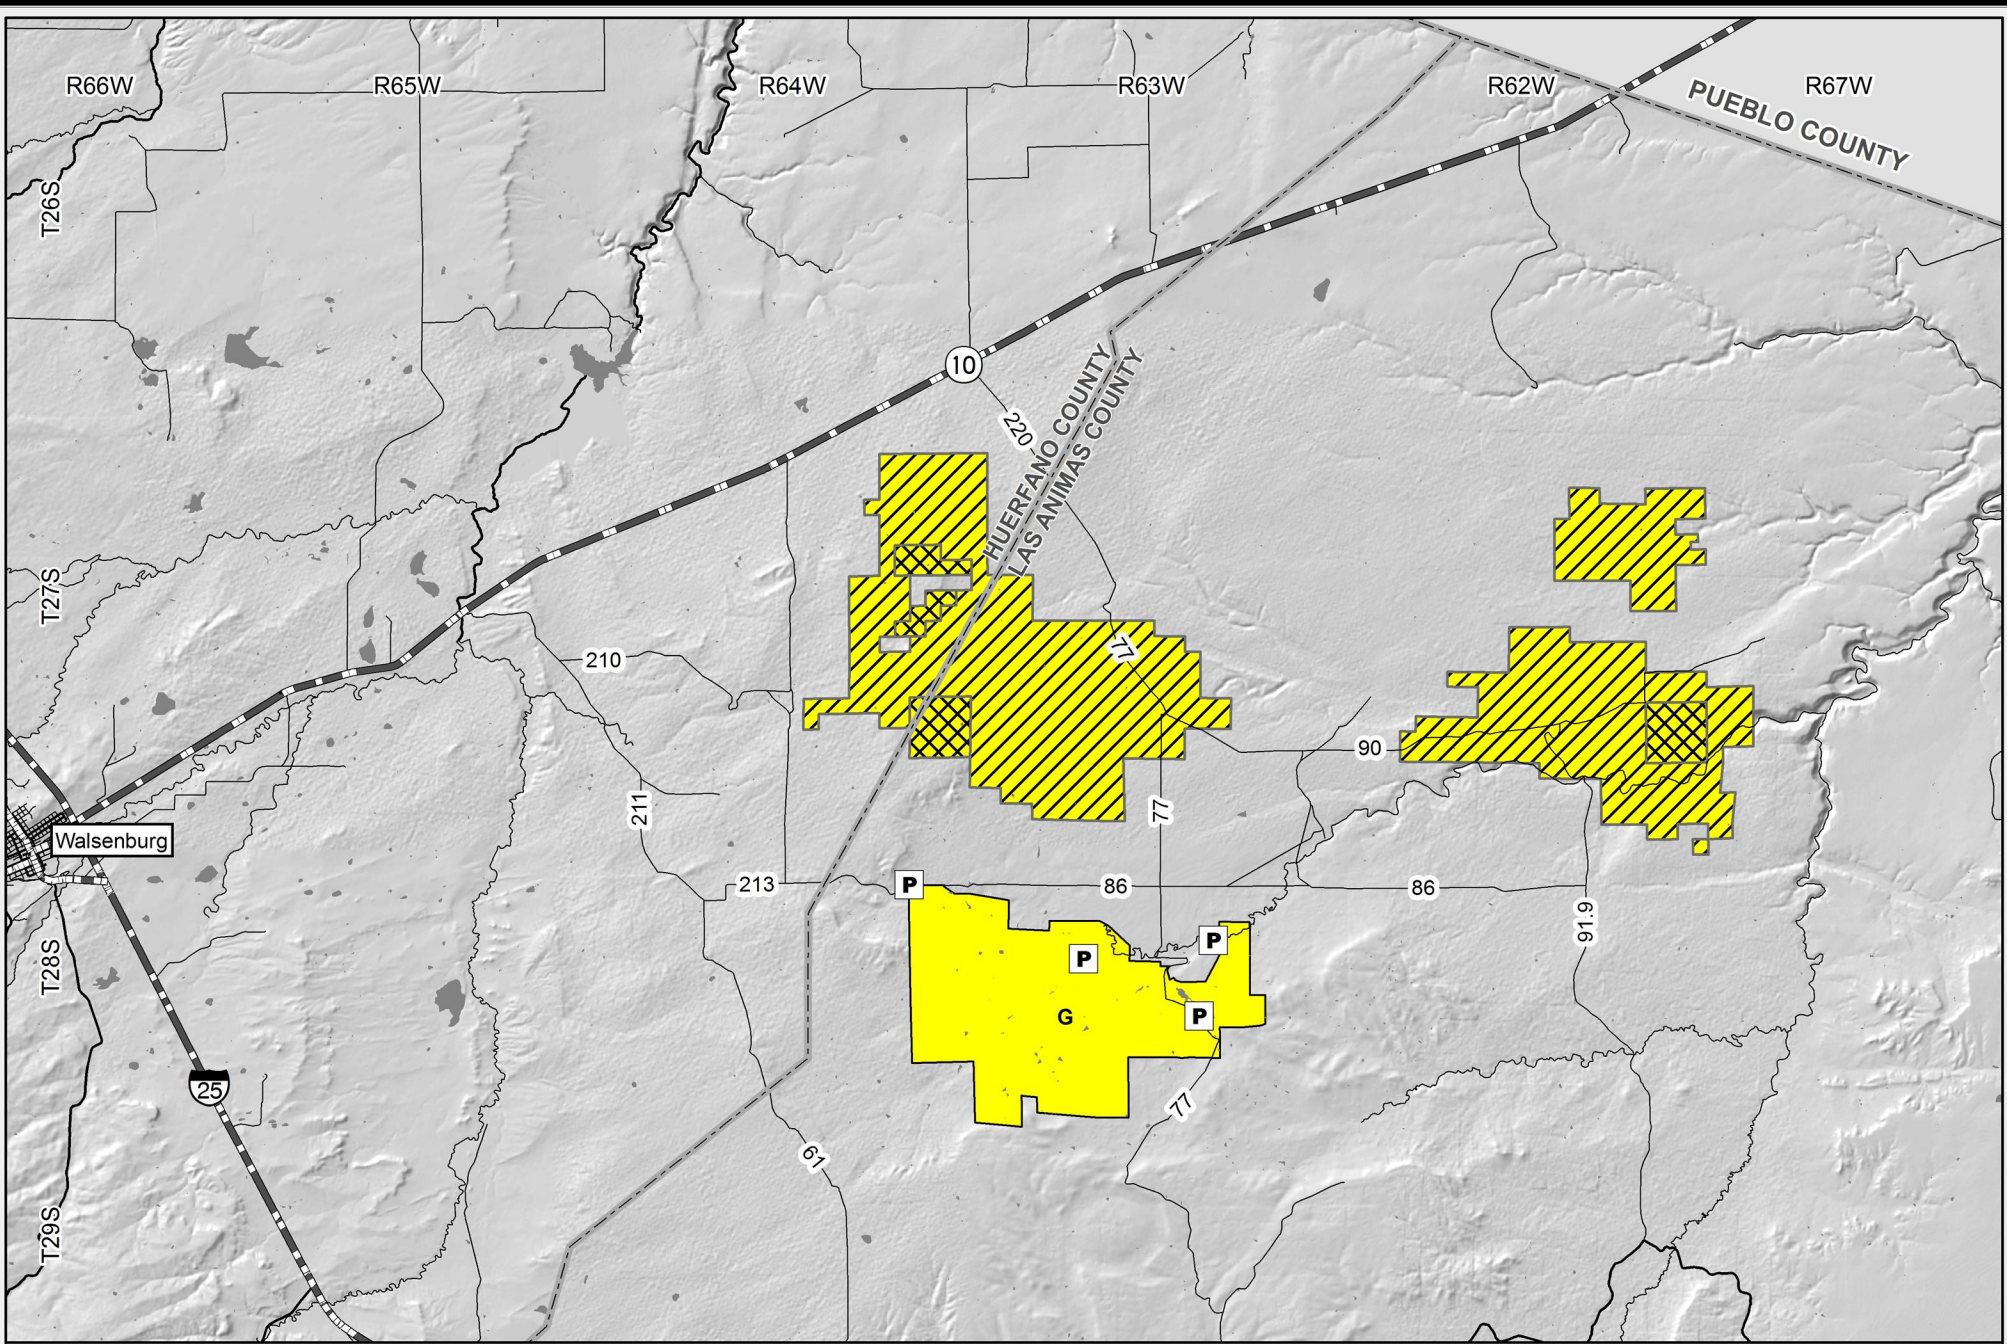 R66W
R65W
R64W
R63W
R62W
R67W
PUEBLO COUNTY
T26S
10
220
HUERFANO COUNTY
LAS ANIMAS COUNTY
T27S
210
77
90
211
77
Walsenburg
213
P
86
86
91.9
T28S
P
P
G
P
25
77
61
T29S